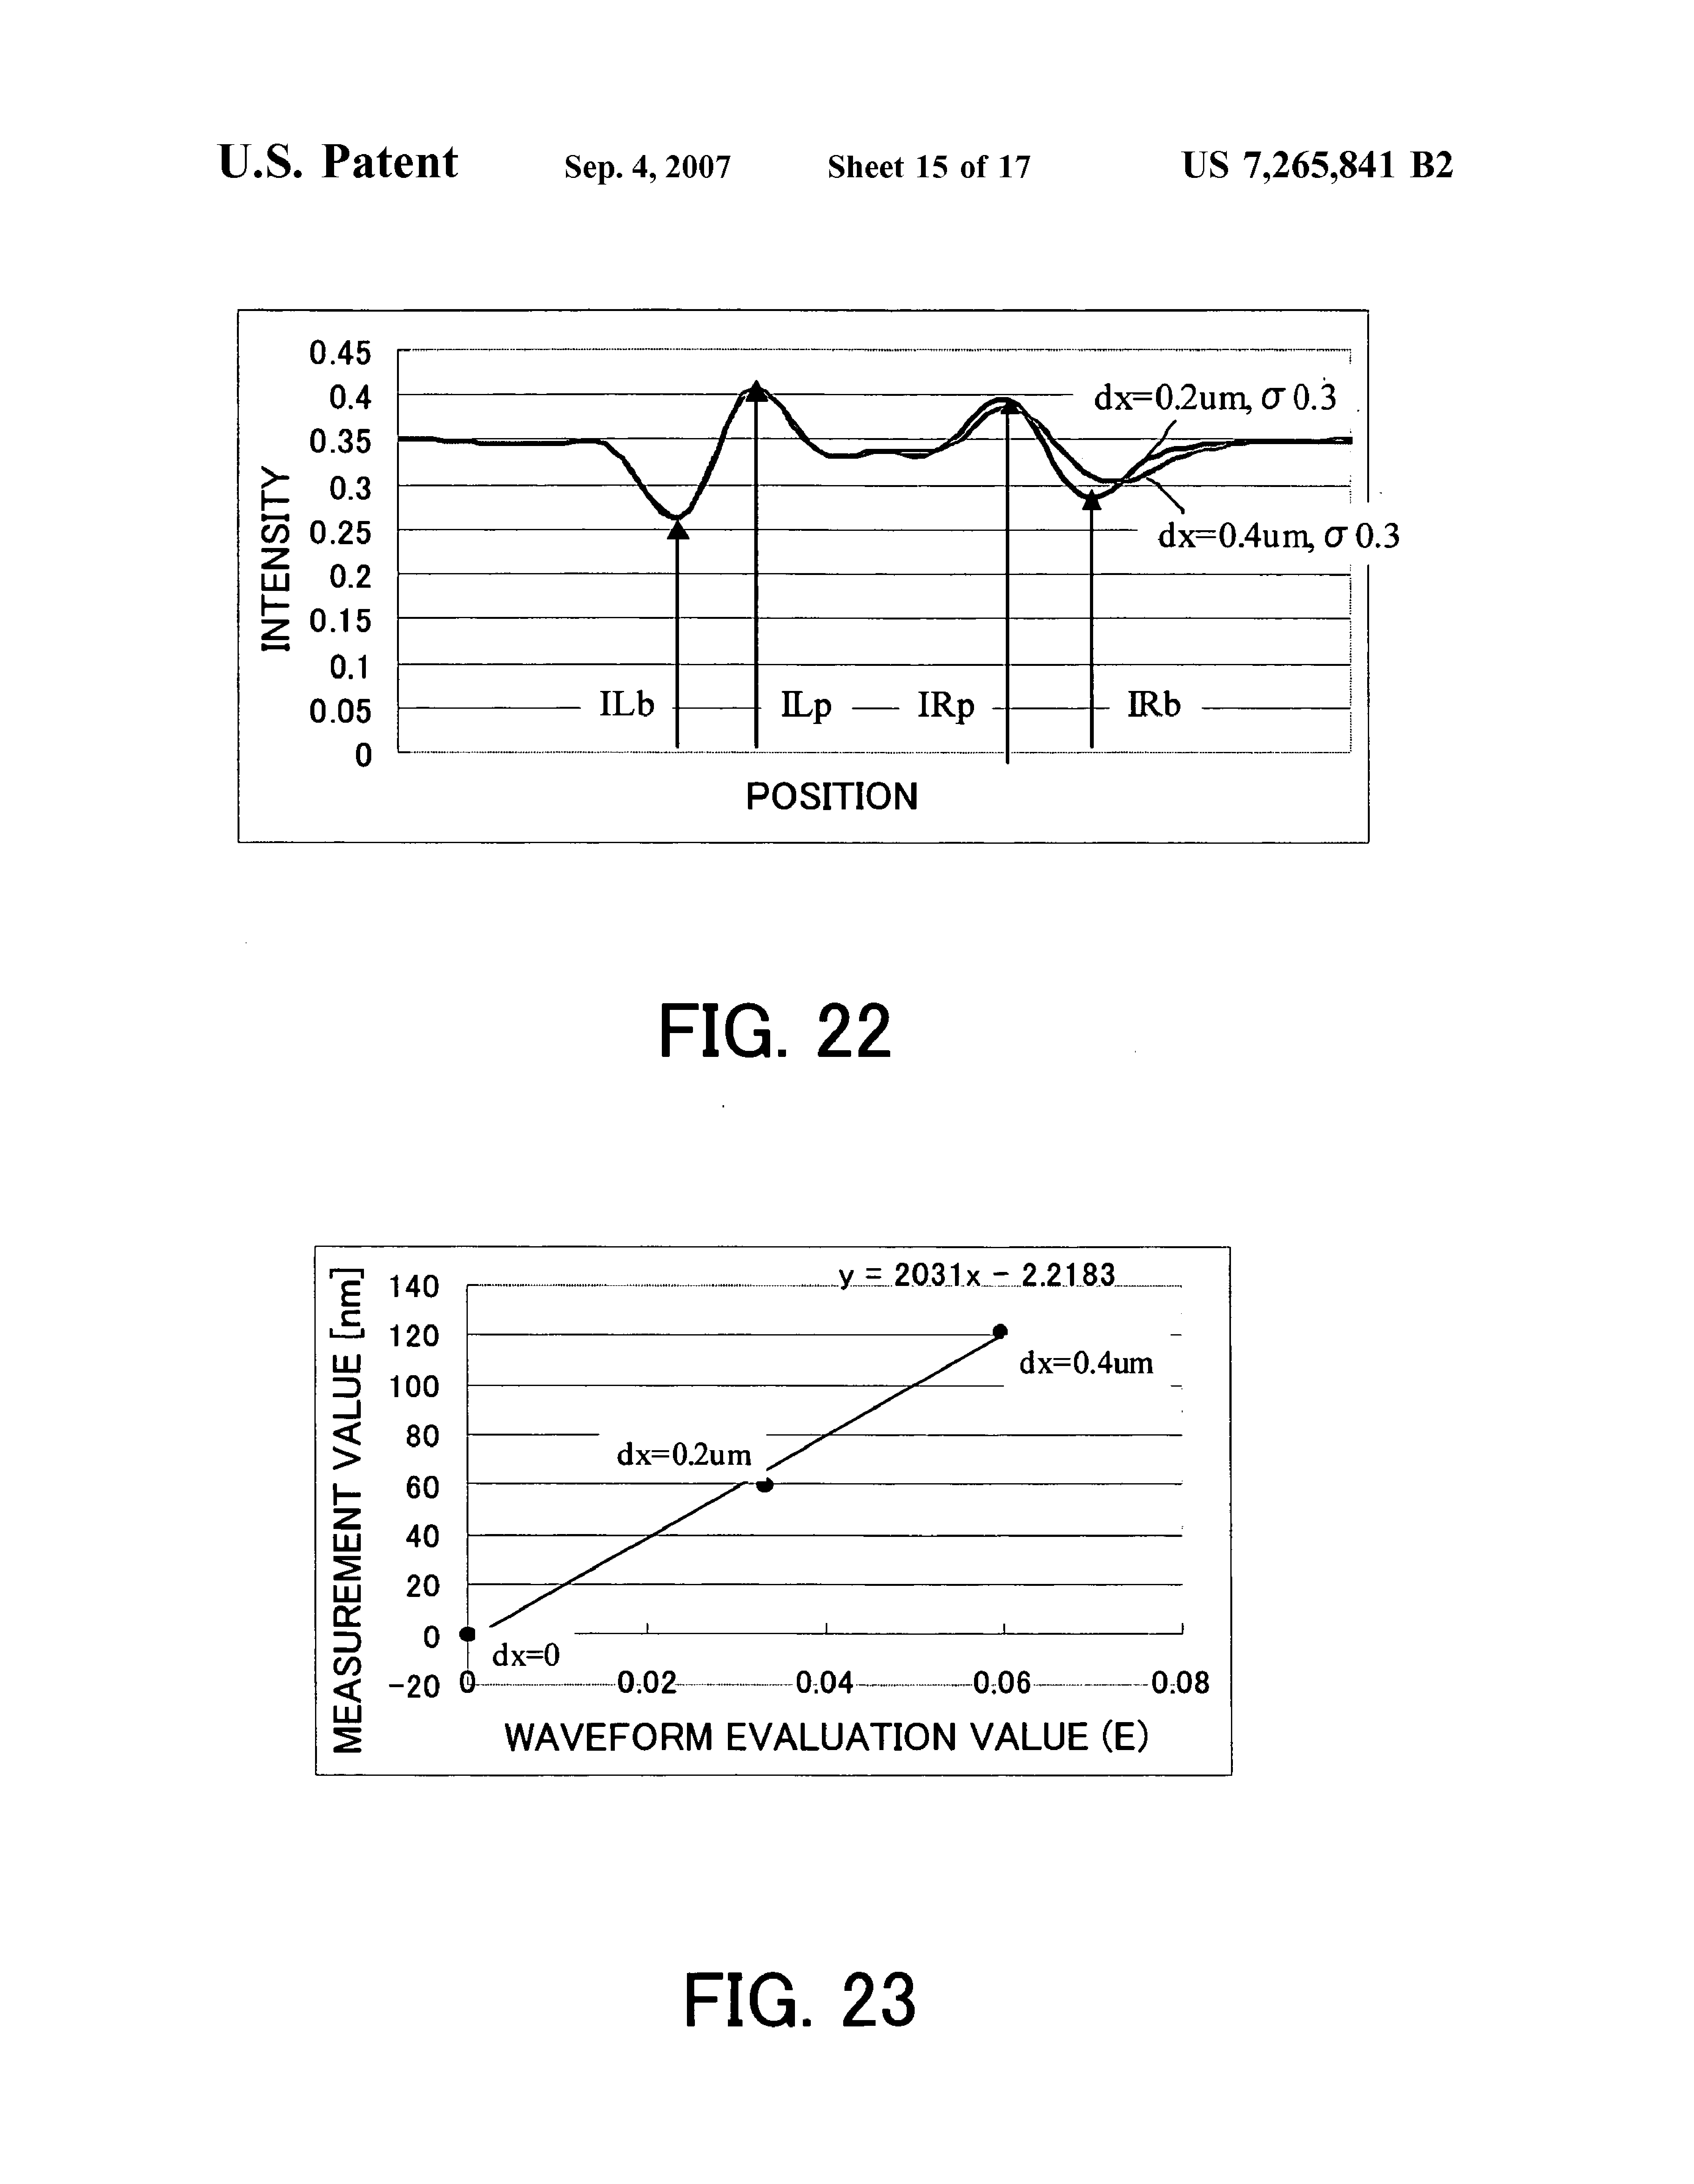 U.S. Patent Sep. 4, 2007 Sheet 15 of 17 US 7,265,841 B2
INTENSITY
0.45
0.4
0.35
0.3
0.25
0.2
0.15
0.1
0.05
0
dx=0.2um, σ 0.3
dx=0.4um, σ 0.3
ILb ILp IRp IRb
POSITION
FIG. 22
MEASUREMENT VALUE [nm]
y = 2031x - 2.2183
140
120
100
80
60
40
20
0
-20
dx=0.4um
dx=0.2um
dx=0
0 0.02 0.04 0.06 0.08
WAVEFORM EVALUATION VALUE (E)
FIG. 23